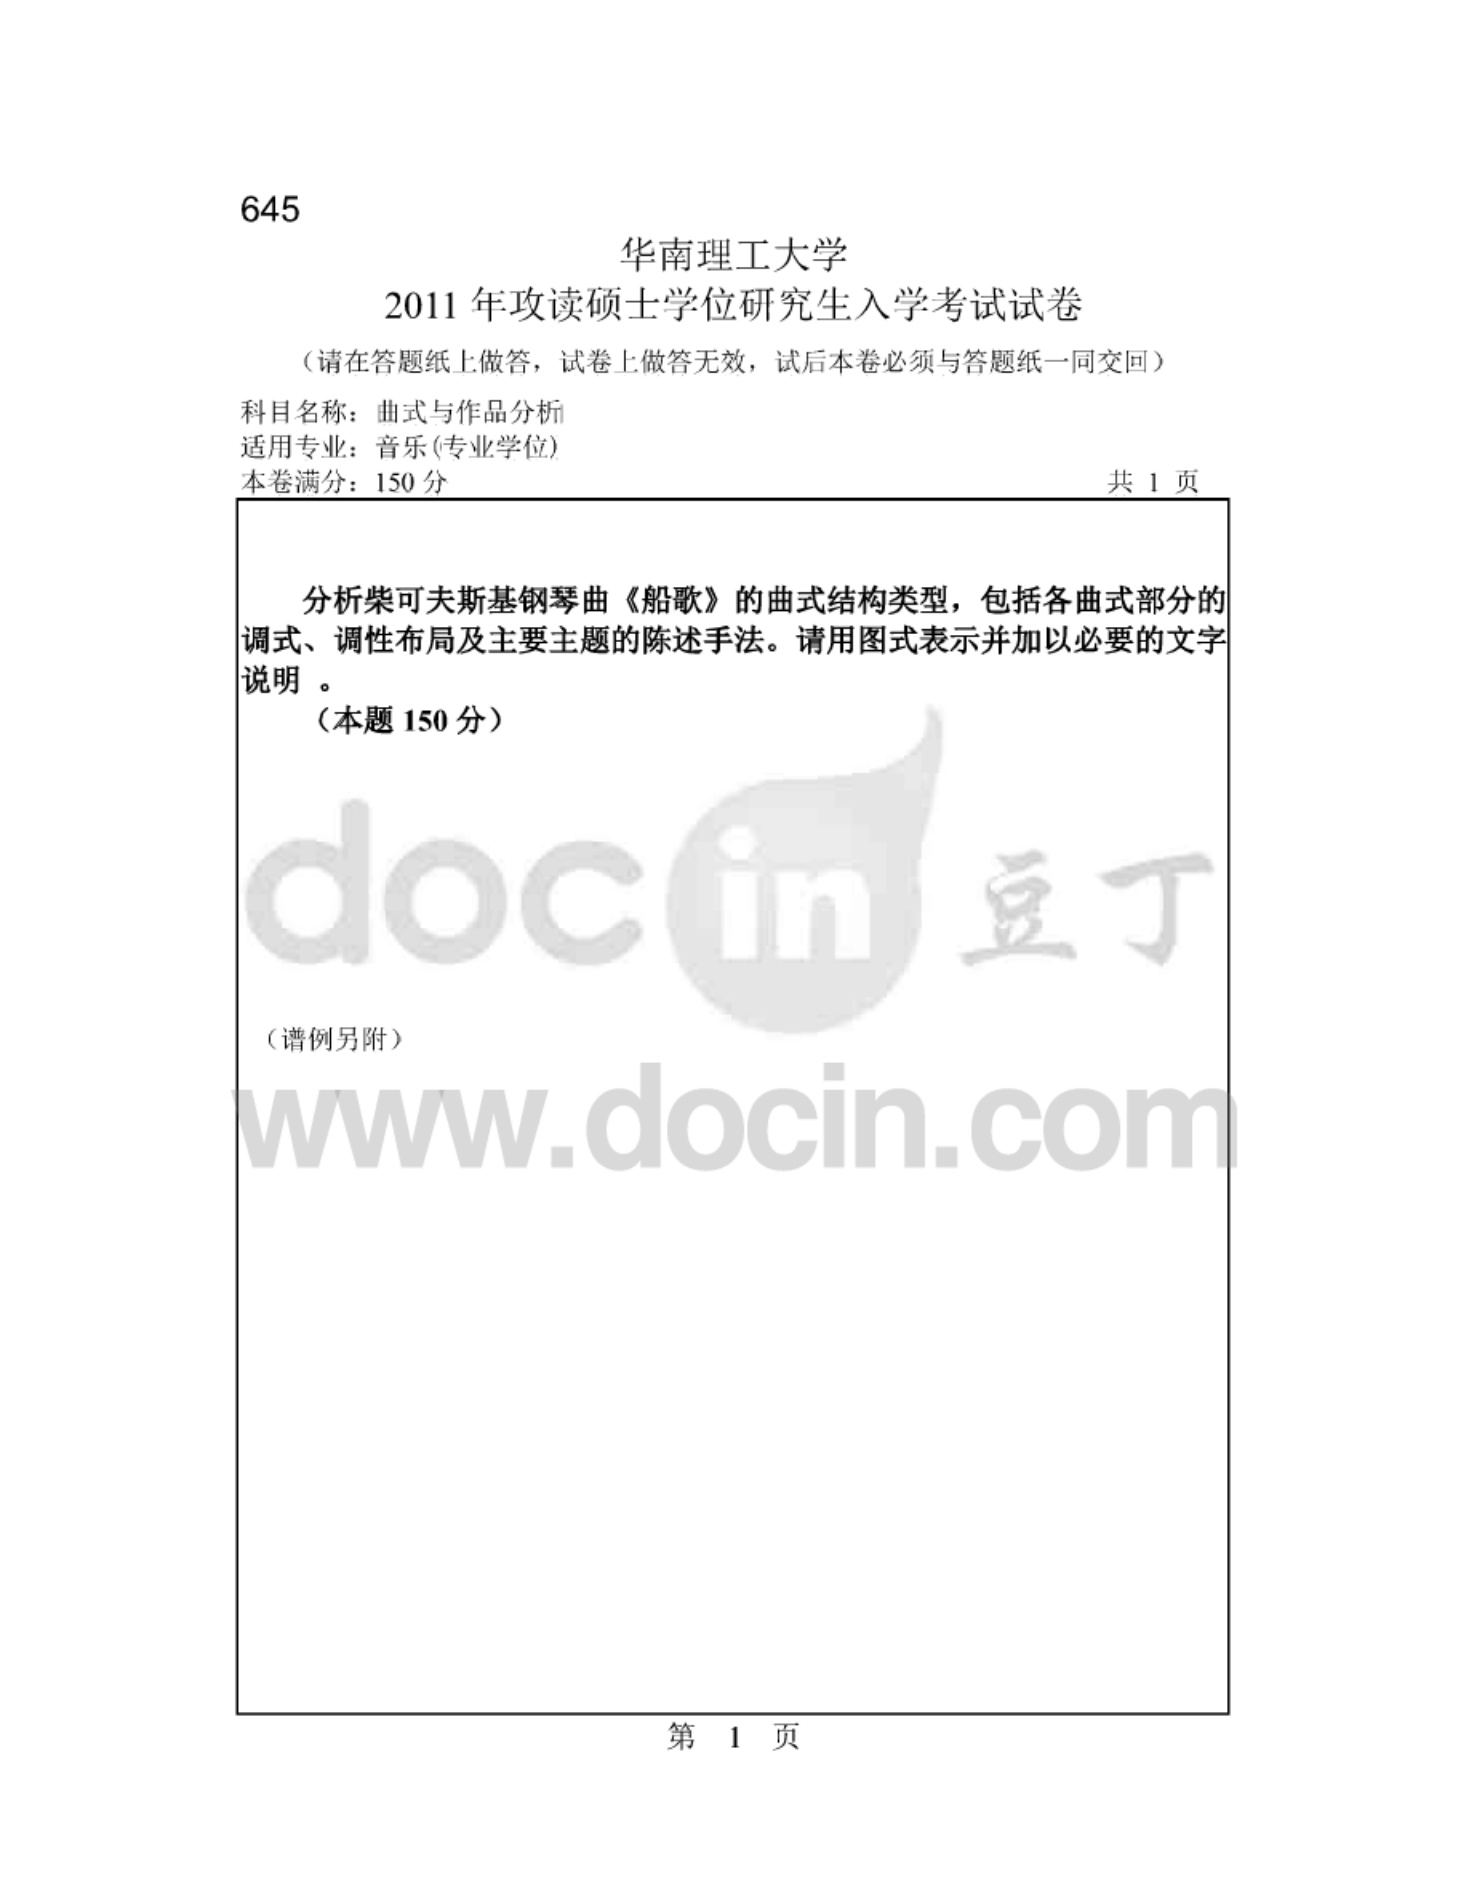 645
华南理工大学
2011 年攻读硕士学位研究生入学考试试卷
（请在答题纸上做答，试卷上做答无效，试后本卷必须与答题纸一同交回）
科目名称：曲式与作品分析
适用专业：音乐(专业学位)
本卷满分：150 分
共 1 页
分析柴可夫斯基钢琴曲《船歌》的曲式结构类型，包括各曲式部分的
调式、调性布局及主要主题的陈述手法。请用图式表示并加以必要的文字
说明 。
（本题 150 分）
docin 豆丁
（谱例另附）
www.docin.com
第 1 页